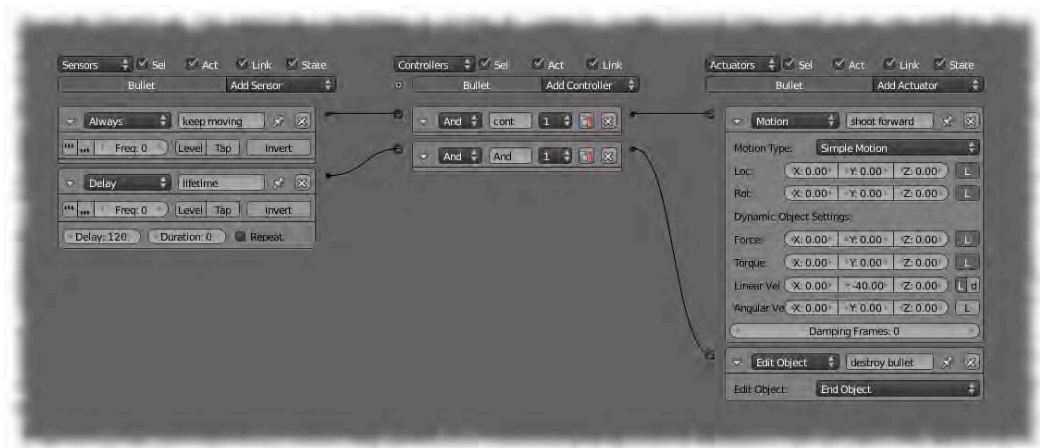 Sensors Sel Act Link State
Bullet Add Sensor
Always keep moving
Freq: 0 Level Tap Invert
Delay lifetime
Freq: 0 Level Tap Invert
Delay: 120 Duration: 0 Repeat
Controllers Sel Act Link
Bullet Add Controller
And cont 1
And And 1
Actuators Sel Act Link State
Bullet Add Actuator
Motion shoot forward
Motion Type: Simple Motion
Loc: X: 0.00 Y: 0.00 Z: 0.00 L
Rot: X: 0.00 Y: 0.00 Z: 0.00 L
Dynamic Object Settings:
Force: X: 0.00 Y: 0.00 Z: 0.00 L
Torque: X: 0.00 Y: 0.00 Z: 0.00 L
Linear Vel X: 0.00 -40.00 Z: 0.00 L d
Angular Ve X: 0.00 Y: 0.00 Z: 0.00 L
Damping Frames: 0
Edit Object destroy bullet
Edit Object: End Object